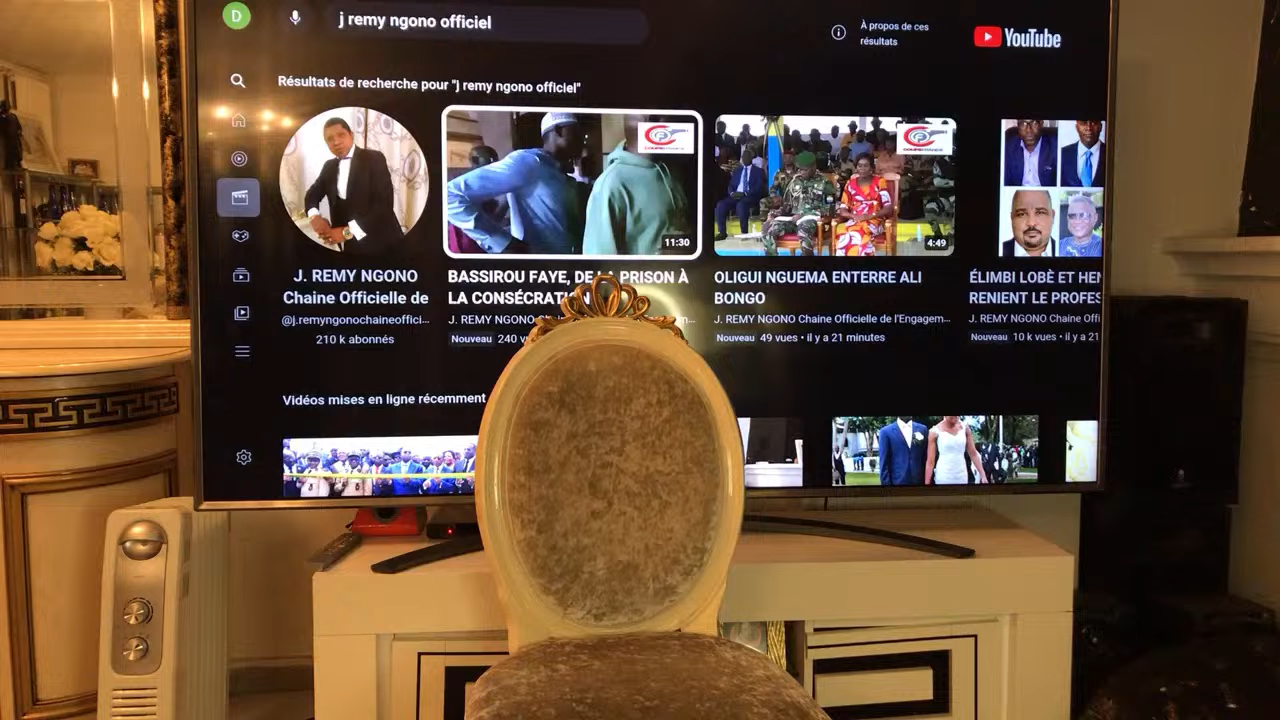 D
j remy ngono officiel
À propos de ces
résultats
YouTube
Résultats de recherche pour "j remy ngono officiel"
11:30
4:49
J. REMY NGONO
Chaine Officielle de
@j.remyngonochaineoffici...
210 k abonnés
BASSIROU FAYE, DE LA PRISON À
LA CONSÉCRATION
J. REMY NGONO
Nouveau 240
OLIGUI NGUEMA ENTERRE ALI
BONGO
J. REMY NGONO Chaine Officielle de l'Engagem...
Nouveau 49 vues • il y a 21 minutes
ÉLIMBI LOBÈ ET HEN
RENIENT LE PROFES
J. REMY NGONO Chaine Offi
Nouveau 10 k vues • il y a 21
Vidéos mises en ligne récemment